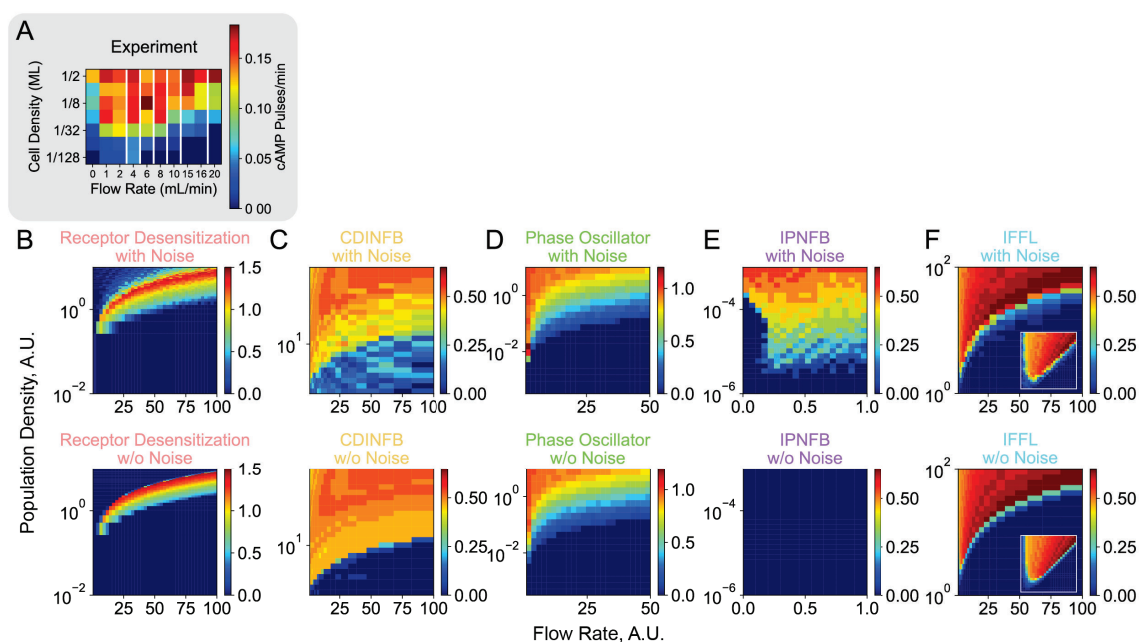 A
Experiment
Cell Density (ML)
1/2
1/8
1/32
1/128
0 1 2 4 6 8 10 15 16 20
Flow Rate (mL/min)
0.15
0.10
0.05
0 00
cAMP Pulses/min
B
Receptor Desensitization
with Noise
10^0
10^-2
25 50 75 100
1.5
1.0
0.5
0.0
C
CDINFB
with Noise
10^1
25 50 75 100
0.50
0.25
0.00
D
Phase Oscillator
with Noise
10^0
10^-2
50
1.0
0.5
0.0
E
IPNFB
with Noise
10^-4
10^-6
0.0 0.5 1.0
0.50
0.25
0.00
F
IFFL
with Noise
10^2
10^0
25 50 75 100
0.50
0.25
0.00
Population Density, A.U.
Receptor Desensitization
w/o Noise
10^0
10^-2
25 50 75 100
1.5
1.0
0.5
0.0
CDINFB
w/o Noise
10^1
25 50 75 100
0.50
0.25
0.00
Phase Oscillator
w/o Noise
10^0
10^-2
25 50
1.0
0.5
0.0
IPNFB
w/o Noise
10^-4
10^-6
0.0 0.5 1.0
0.50
0.25
0.00
IFFL
w/o Noise
10^2
10^0
25 50 75 100
0.50
0.25
0.00
Flow Rate, A.U.